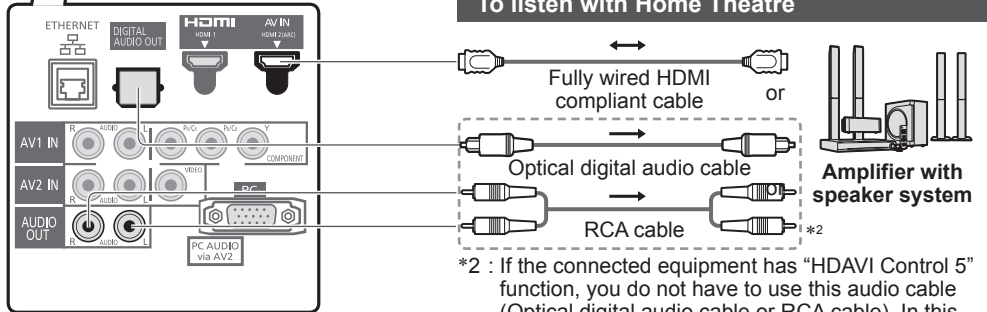 To listen with Home Theatre
ETHERNET
DIGITAL
AUDIO OUT
HDMI
HDMI 1
AV IN
HDMI 2(ARC)
Fully wired HDMI
compliant cable
or
AV1 IN
R AUDIO L
PR/CR PB/CB Y
COMPONENT
Optical digital audio cable
Amplifier with
speaker system
AV2 IN
R AUDIO L
VIDEO
PC
AUDIO
OUT
R AUDIO L
PC AUDIO
via AV2
RCA cable
*2
*2 : If the connected equipment has “HDAVI Control 5”
function, you do not have to use this audio cable
(Optical digital audio cable or RCA cable). In this